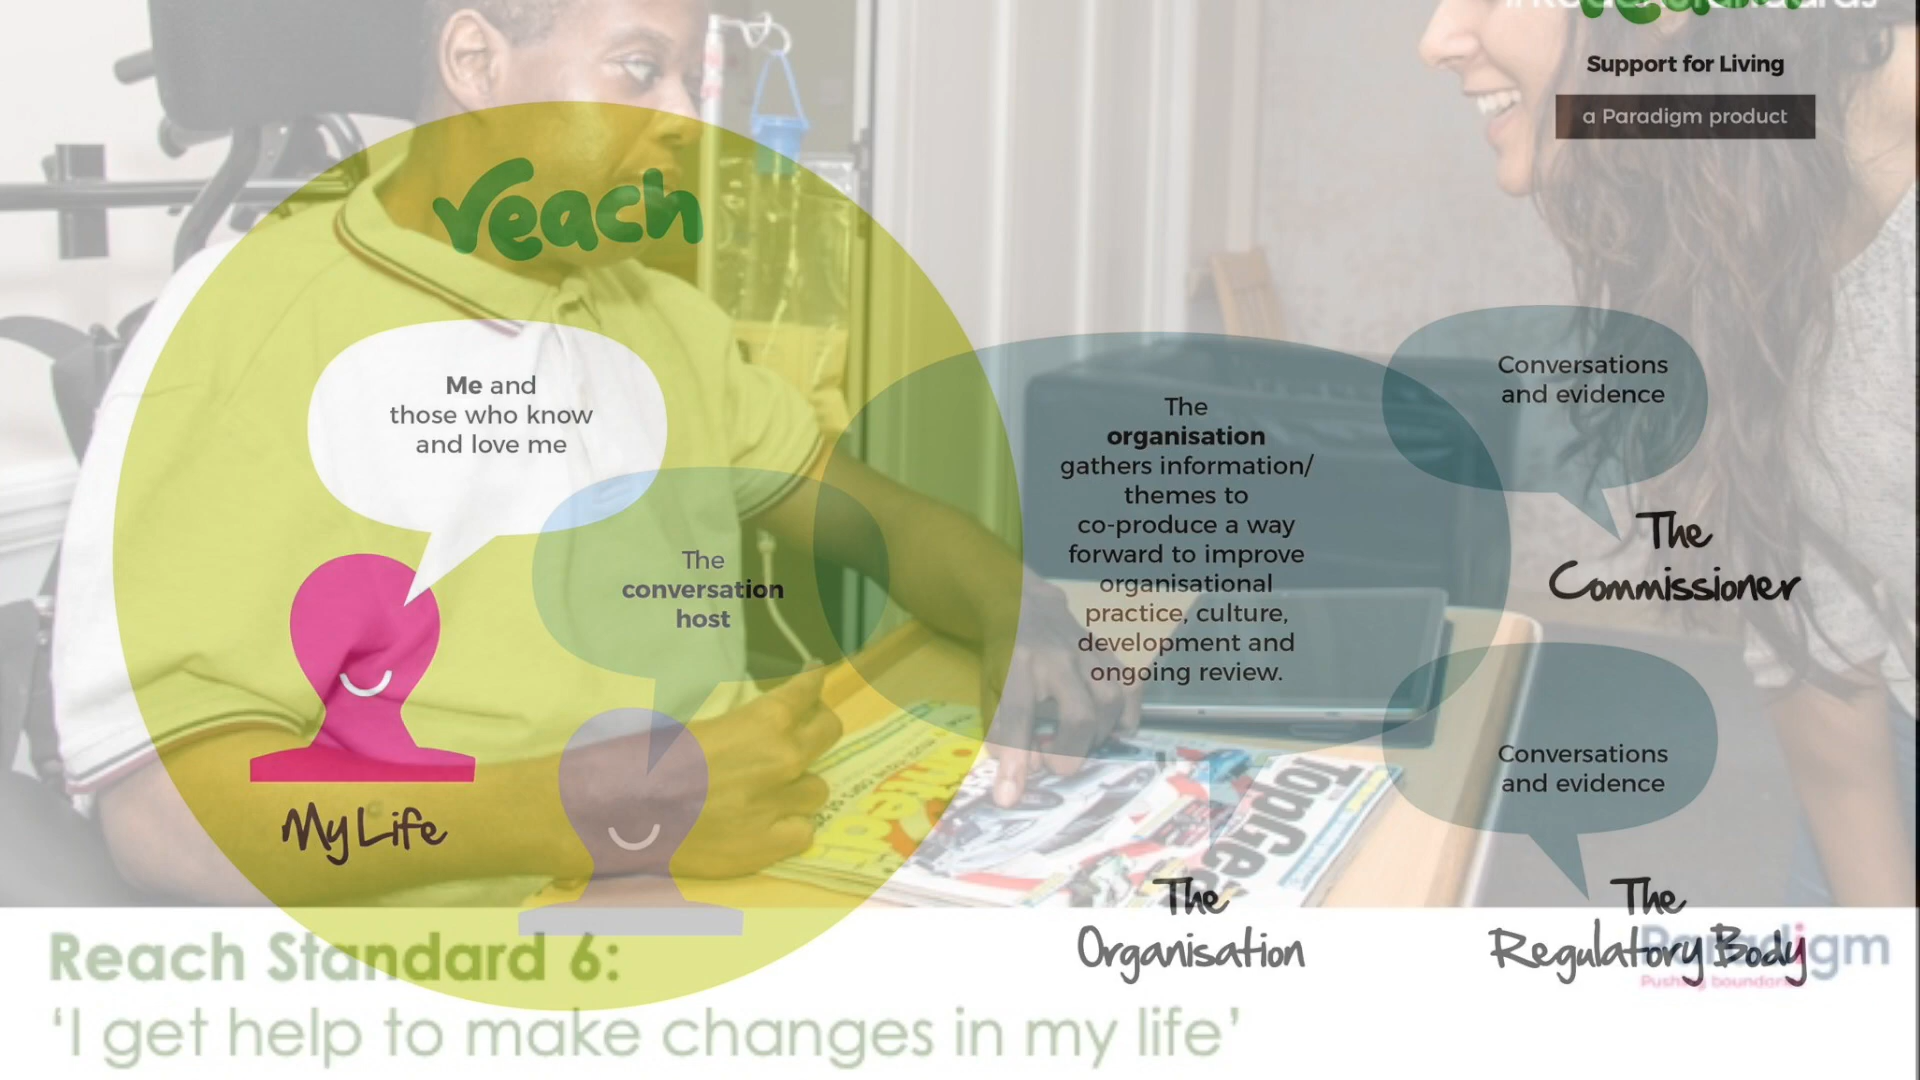 Support for Living
a Paradigm product
reach
Me and
those who know
and love me
The
conversation
host
My Life
The
organisation
gathers information/
themes to
co-produce a way
forward to improve
organisational
practice, culture,
development and
ongoing review.
The
Organisation
Conversations
and evidence
The
Commissioner
Conversations
and evidence
The
Regulatory Body
TopGea
Paradigm
Reach Standard 6:
‘I get help to make changes in my life’